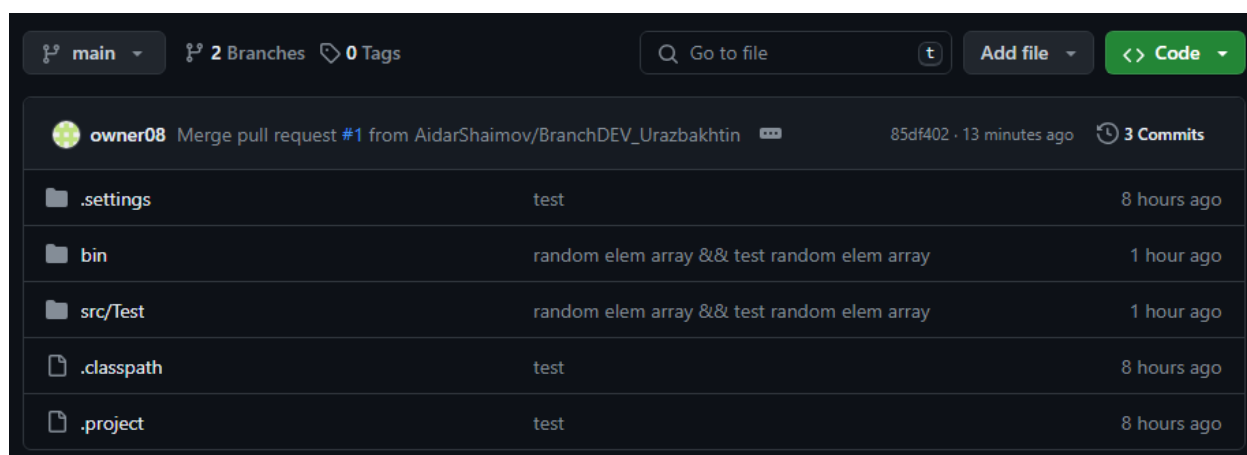 main 2 Branches 0 Tags Go to file t Add file <> Code
owner08 Merge pull request #1 from AidarShaimov/BranchDEV_Urazbakhtin 85df402 · 13 minutes ago 3 Commits
.settings test 8 hours ago
bin random elem array && test random elem array 1 hour ago
src/Test random elem array && test random elem array 1 hour ago
.classpath test 8 hours ago
.project test 8 hours ago